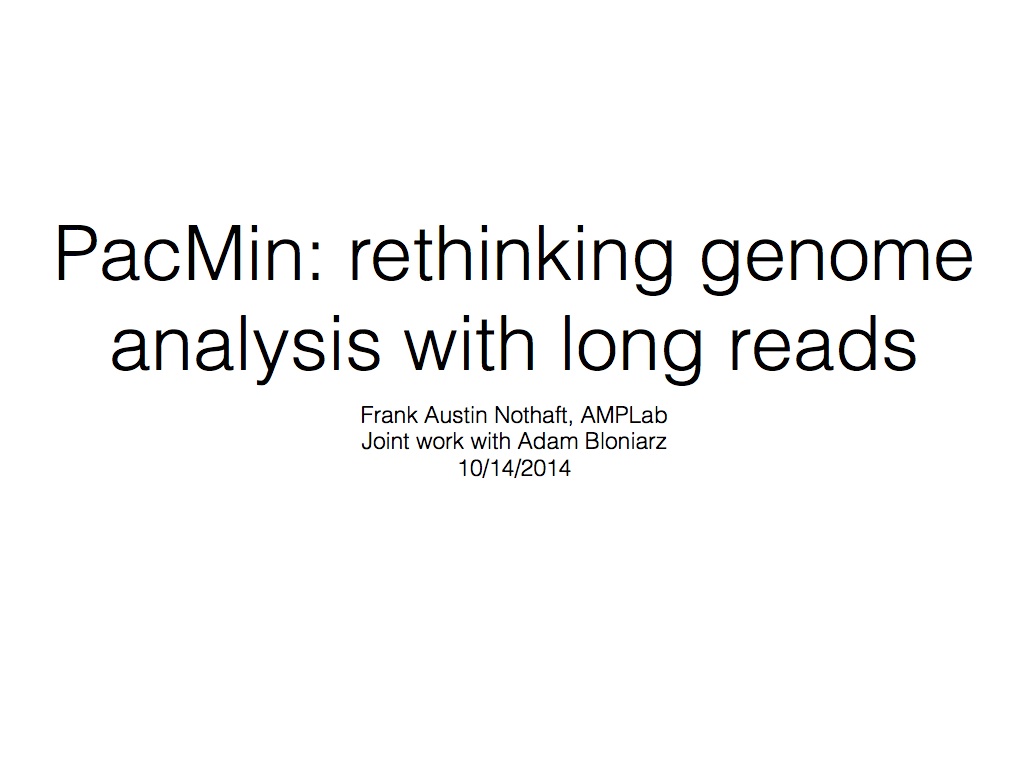 PacMin: rethinking genome
analysis with long reads
Frank Austin Nothaft, AMPLab
Joint work with Adam Bloniarz
10/14/2014